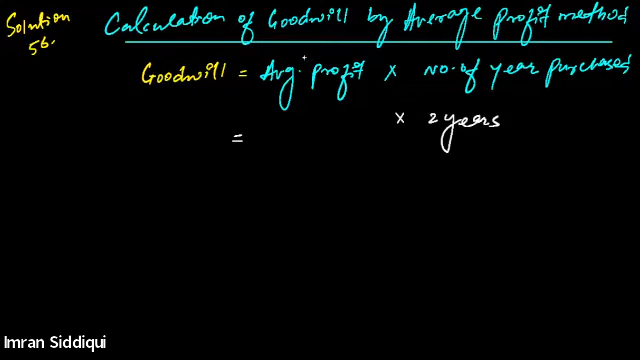 Solution
56.
Calculation of Goodwill by Average profit method
Goodwill = Avg. profit × No. of year purchased
= × 2 years
Imran Siddiqui